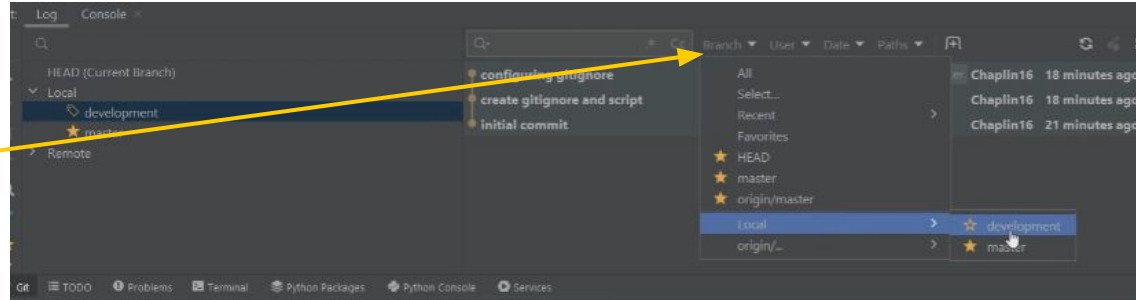 Log Console ×
Cc Branch User Date Paths
HEAD (Current Branch)
Local
development
master
Remote
configuring gitignore
create gitignore and script
initial commit
All
Select...
Recent
Favorites
HEAD
master
origin/master
Local
origin/...
development
master
Chaplin16 18 minutes ago
Chaplin16 18 minutes ago
Chaplin16 21 minutes ago
Git TODO Problems Terminal Python Packages Python Console Services